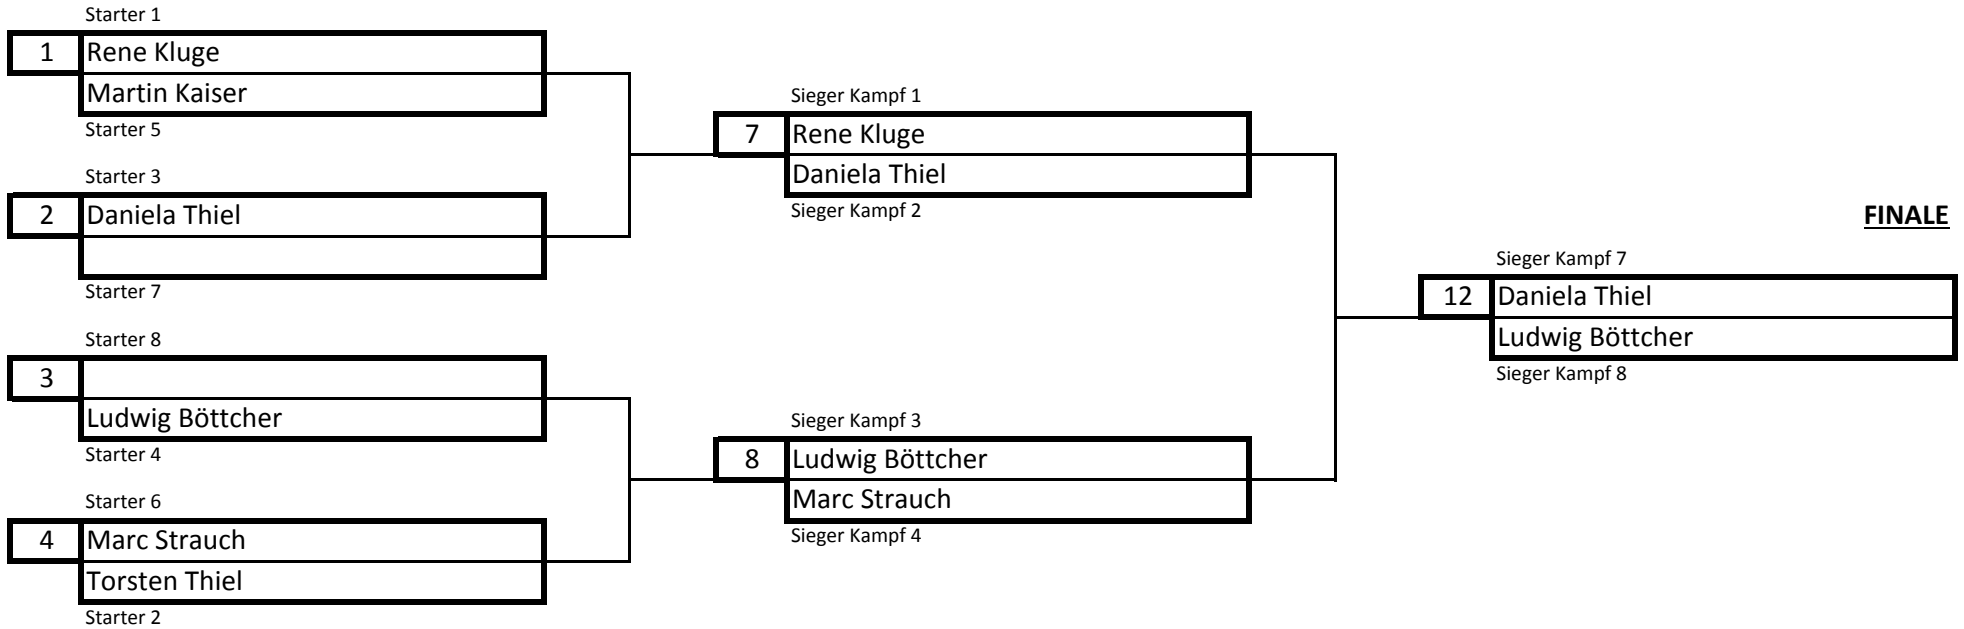 Starter 1
1 Rene Kluge
Martin Kaiser
Starter 5
Starter 3
2 Daniela Thiel
Starter 7
Starter 8
3
Ludwig Böttcher
Starter 4
Starter 6
4 Marc Strauch
Torsten Thiel
Starter 2
Sieger Kampf 1
7 Rene Kluge
Daniela Thiel
Sieger Kampf 2
Sieger Kampf 3
8 Ludwig Böttcher
Marc Strauch
Sieger Kampf 4
FINALE
Sieger Kampf 7
12 Daniela Thiel
Ludwig Böttcher
Sieger Kampf 8